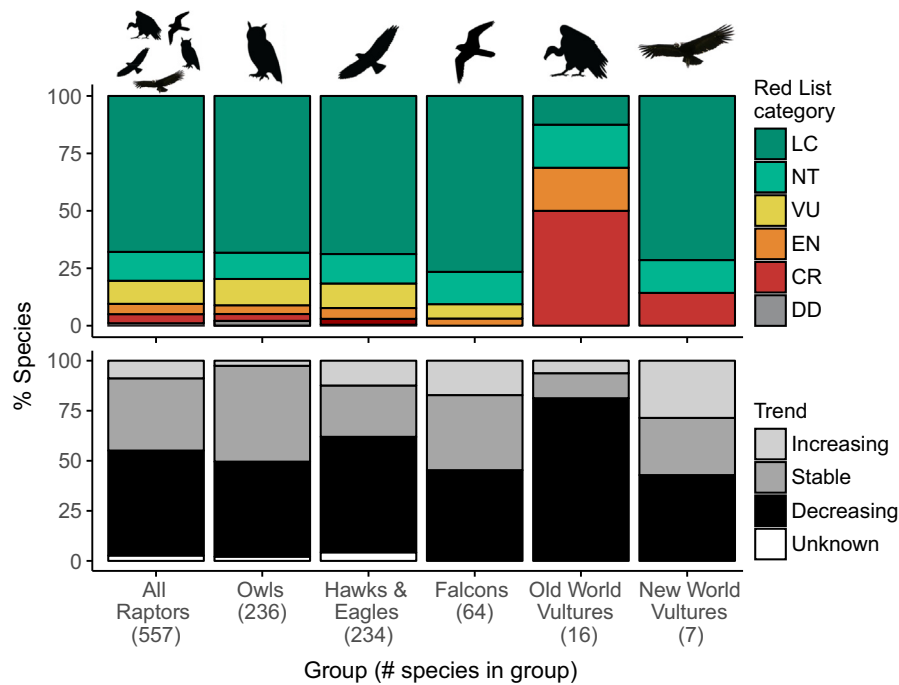 100
75
50
25
0
Red List
category
LC
NT
VU
EN
CR
DD
% Species
100
75
50
25
0
Trend
Increasing
Stable
Decreasing
Unknown
All
Raptors
(557)
Owls
(236)
Hawks &
Eagles
(234)
Falcons
(64)
Old World
Vultures
(16)
New World
Vultures
(7)
Group (# species in group)